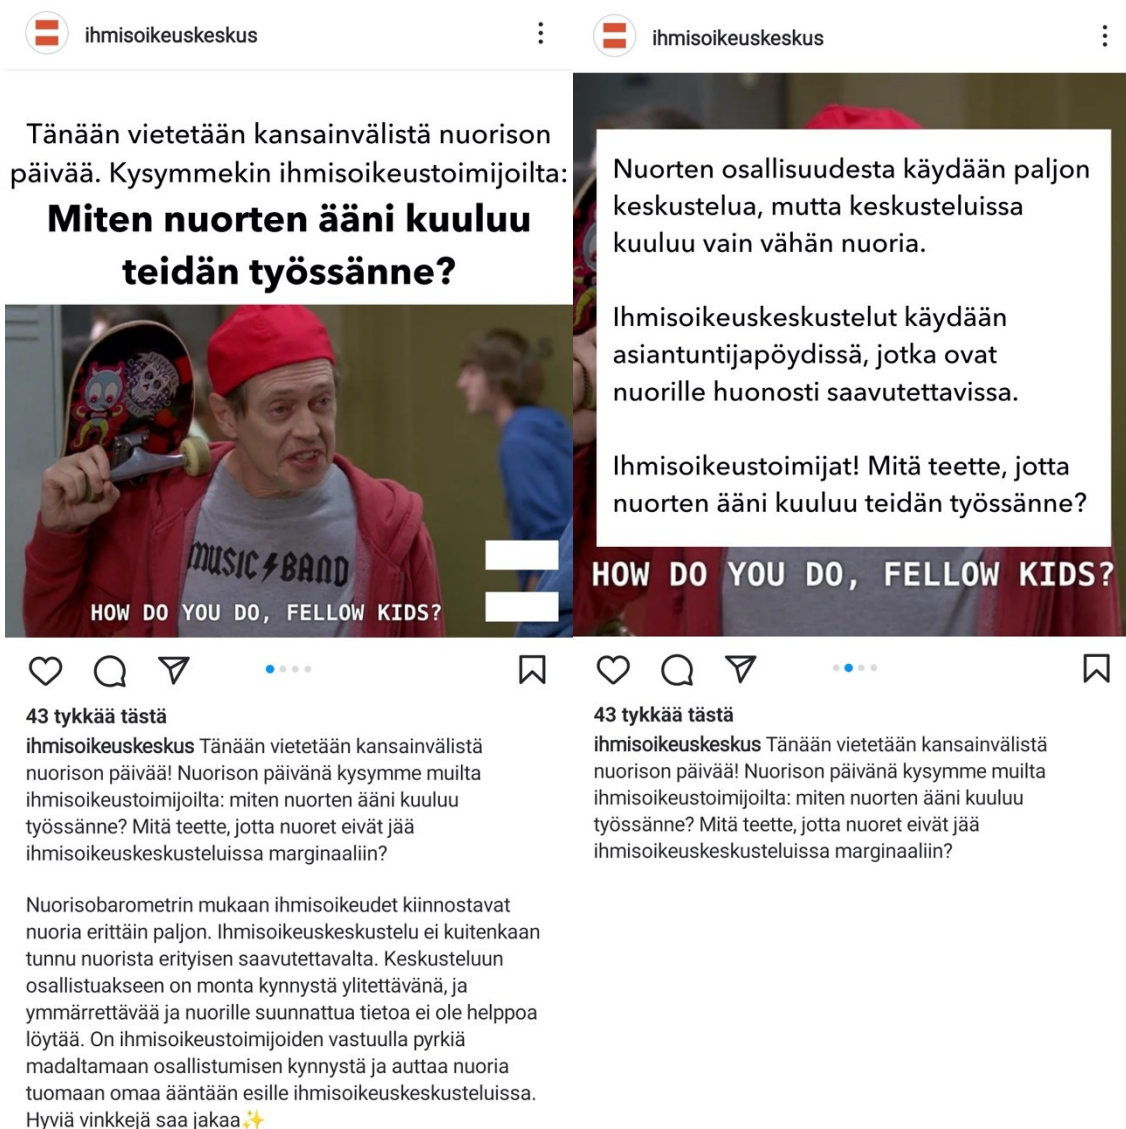 ihmisoikeuskeskus
Tänään vietetään kansainvälistä nuorison
päivää. Kysymmekin ihmisoikeustoimijoilta:
Miten nuorten ääni kuuluu
teidän työssänne?
MUSIC BAND
HOW DO YOU DO, FELLOW KIDS?
43 tykkää tästä
ihmisoikeuskeskus Tänään vietetään kansainvälistä
nuorison päivää! Nuorison päivänä kysymme muilta
ihmisoikeustoimijoilta: miten nuorten ääni kuuluu
työssänne? Mitä teette, jotta nuoret eivät jää
ihmisoikeuskeskusteluissa marginaaliin?
Nuorisobarometrin mukaan ihmisoikeudet kiinnostavat
nuoria erittäin paljon. Ihmisoikeuskeskustelu ei kuitenkaan
tunnu nuorista erityisen saavutettavalta. Keskusteluun
osallistuakseen on monta kynnystä ylitettävänä, ja
ymmärrettävää ja nuorille suunnattua tietoa ei ole helppoa
löytää. On ihmisoikeustoimijoiden vastuulla pyrkiä
madaltamaan osallistumisen kynnystä ja auttaa nuoria
tuomaan omaa ääntään esille ihmisoikeuskeskusteluissa.
Hyviä vinkkejä saa jakaa✨
ihmisoikeuskeskus
Nuorten osallisuudesta käydään paljon
keskustelua, mutta keskusteluissa
kuuluu vain vähän nuoria.
Ihmisoikeuskeskustelut käydään
asiantuntijapöydissä, jotka ovat
nuorille huonosti saavutettavissa.
Ihmisoikeustoimijat! Mitä teette, jotta
nuorten ääni kuuluu teidän työssänne?
HOW DO YOU DO, FELLOW KIDS?
43 tykkää tästä
ihmisoikeuskeskus Tänään vietetään kansainvälistä
nuorison päivää! Nuorison päivänä kysymme muilta
ihmisoikeustoimijoilta: miten nuorten ääni kuuluu
työssänne? Mitä teette, jotta nuoret eivät jää
ihmisoikeuskeskusteluissa marginaaliin?